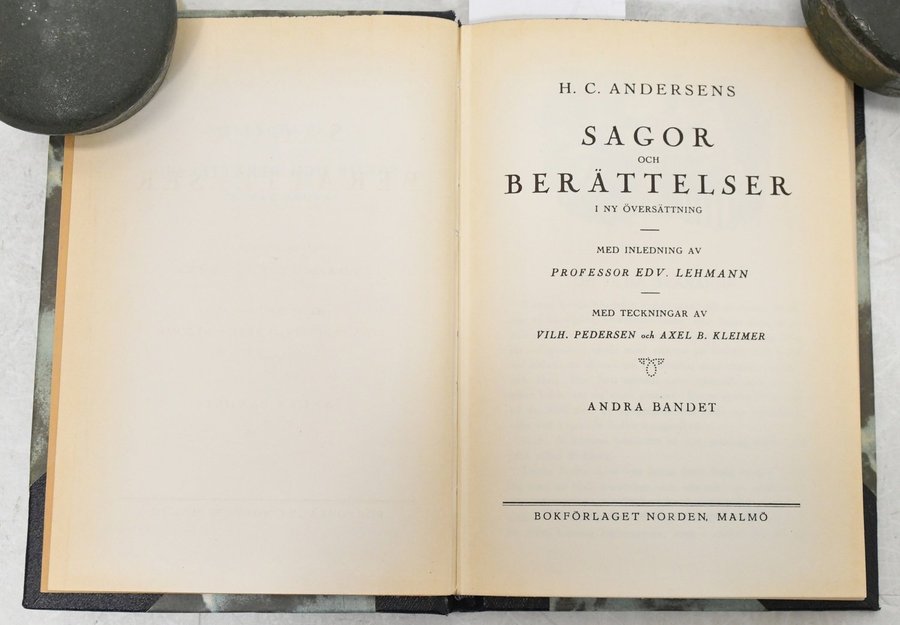 H. C. ANDERSENS
SAGOR
OCH
BERÄTTELSER
I NY ÖVERSÄTTNING
MED INLEDNING AV
PROFESSOR EDV. LEHMANN
MED TECKNINGAR AV
VILH. PEDERSEN och AXEL B. KLEIMER
ANDRA BANDET
BOKFÖRLAGET NORDEN, MALMÖ